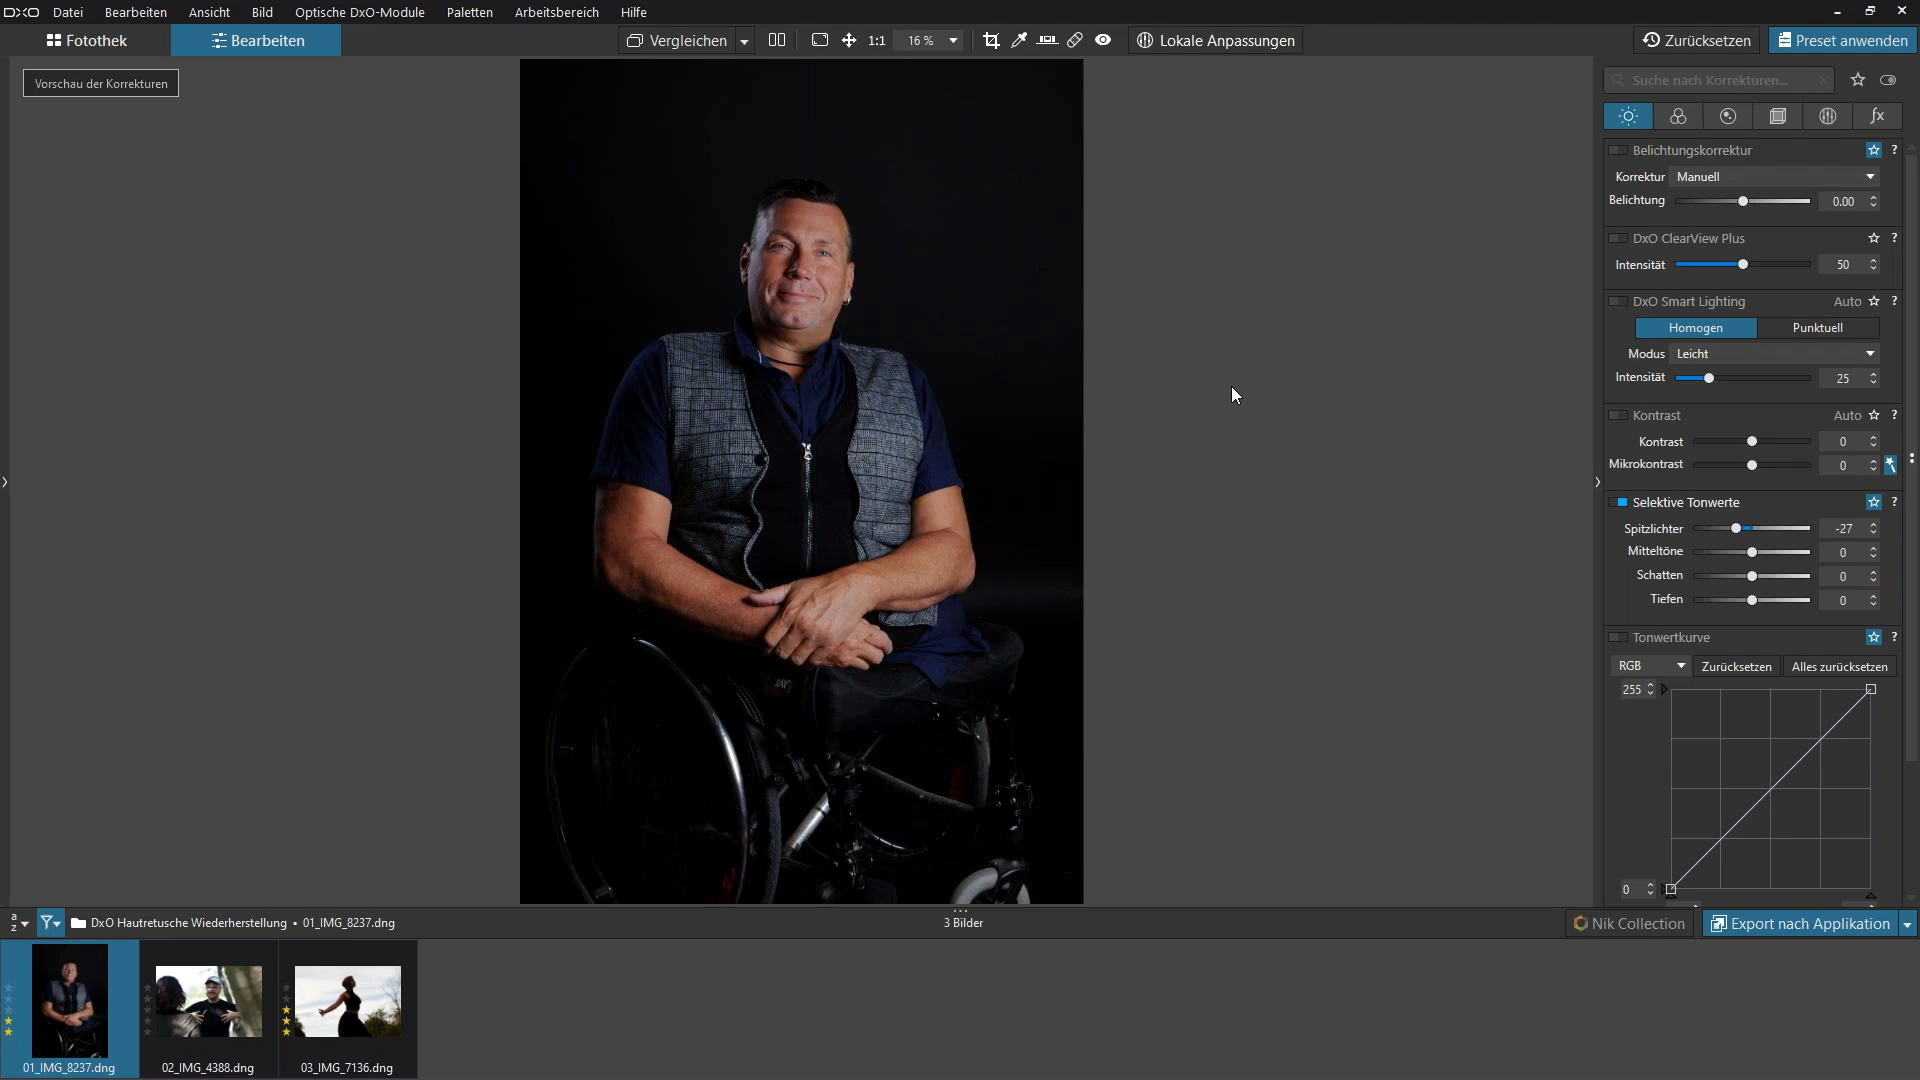 DXO Datei Bearbeiten Ansicht Bild Optische DxO-Module Paletten Arbeitsbereich Hilfe
Fotothek Bearbeiten Vergleichen 1:1 16 % Lokale Anpassungen Zurücksetzen Preset anwenden
Vorschau der Korrekturen
Suche nach Korrekturen...
fx
Belichtungskorrektur ?
Korrektur Manuell
Belichtung 0.00
DxO ClearView Plus ?
Intensität 50
DxO Smart Lighting Auto ?
Homogen Punktuell
Modus Leicht
Intensität 25
Kontrast Auto ?
Kontrast 0
Mikrokontrast 0
Selektive Tonwerte ?
Spitzlichter -27
Mitteltöne 0
Schatten 0
Tiefen 0
Tonwertkurve ?
RGB Zurücksetzen Alles zurücksetzen
255
0
a z DxO Hautretusche Wiederherstellung • 01_IMG_8237.dng 3 Bilder Nik Collection Export nach Applikation
01_IMG_8237.dng 02_IMG_4388.dng 03_IMG_7136.dng